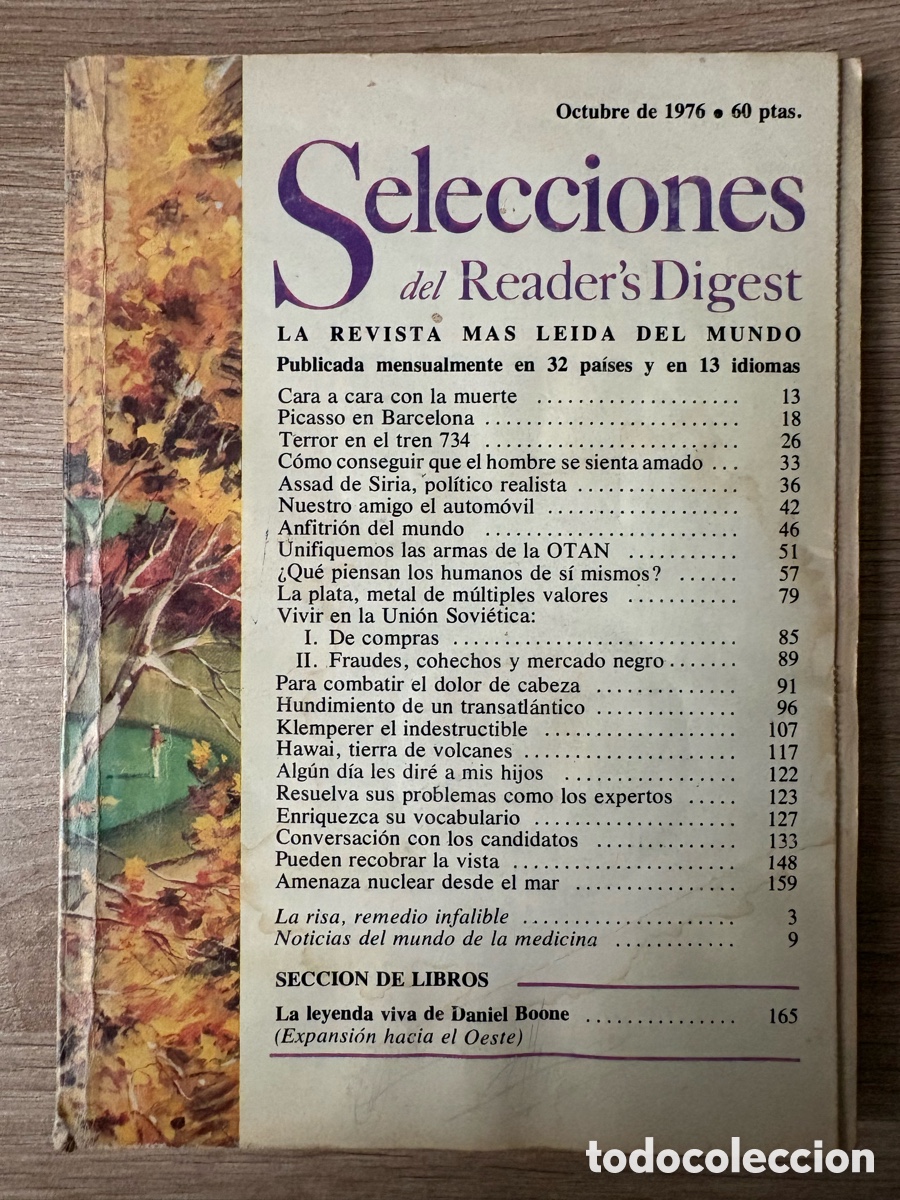 Octubre de 1976 • 60 ptas.
Selecciones
del Reader's Digest
LA REVISTA MAS LEIDA DEL MUNDO
Publicada mensualmente en 32 países y en 13 idiomas
Cara a cara con la muerte .................... 13
Picasso en Barcelona ......................... 18
Terror en el tren 734 ......................... 26
Cómo conseguir que el hombre se sienta amado ... 33
Assad de Siria, político realista ................ 36
Nuestro amigo el automóvil ................... 42
Anfitrión del mundo ......................... 46
Unifiquemos las armas de la OTAN ........... 51
¿Qué piensan los humanos de sí mismos? ...... 57
La plata, metal de múltiples valores ........... 79
Vivir en la Unión Soviética:
I. De compras ............................ 85
II. Fraudes, cohechos y mercado negro ....... 89
Para combatir el dolor de cabeza .............. 91
Hundimiento de un transatlántico .............. 96
Klemperer el indestructible ................... 107
Hawai, tierra de volcanes ..................... 117
Algún día les diré a mis hijos ................. 122
Resuelva sus problemas como los expertos ..... 123
Enriquezca su vocabulario .................... 127
Conversación con los candidatos .............. 133
Pueden recobrar la vista ...................... 148
Amenaza nuclear desde el mar ................ 159
La risa, remedio infalible ..................... 3
Noticias del mundo de la medicina ............ 9
SECCION DE LIBROS
La leyenda viva de Daniel Boone ............... 165
(Expansión hacia el Oeste)
todocoleccion